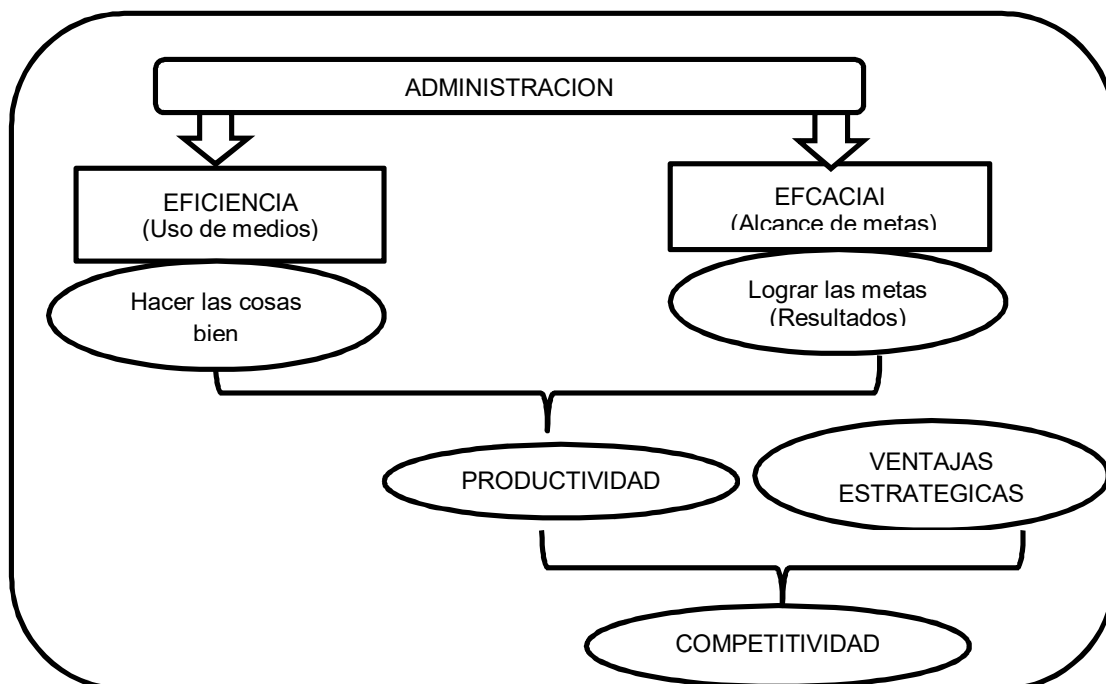 ADMINISTRACION
EFICIENCIA
(Uso de medios)
EFCACIAI
(Alcance de metas)
Hacer las cosas
bien
Lograr las metas
(Resultados)
PRODUCTIVIDAD
VENTAJAS
ESTRATEGICAS
COMPETITIVIDAD